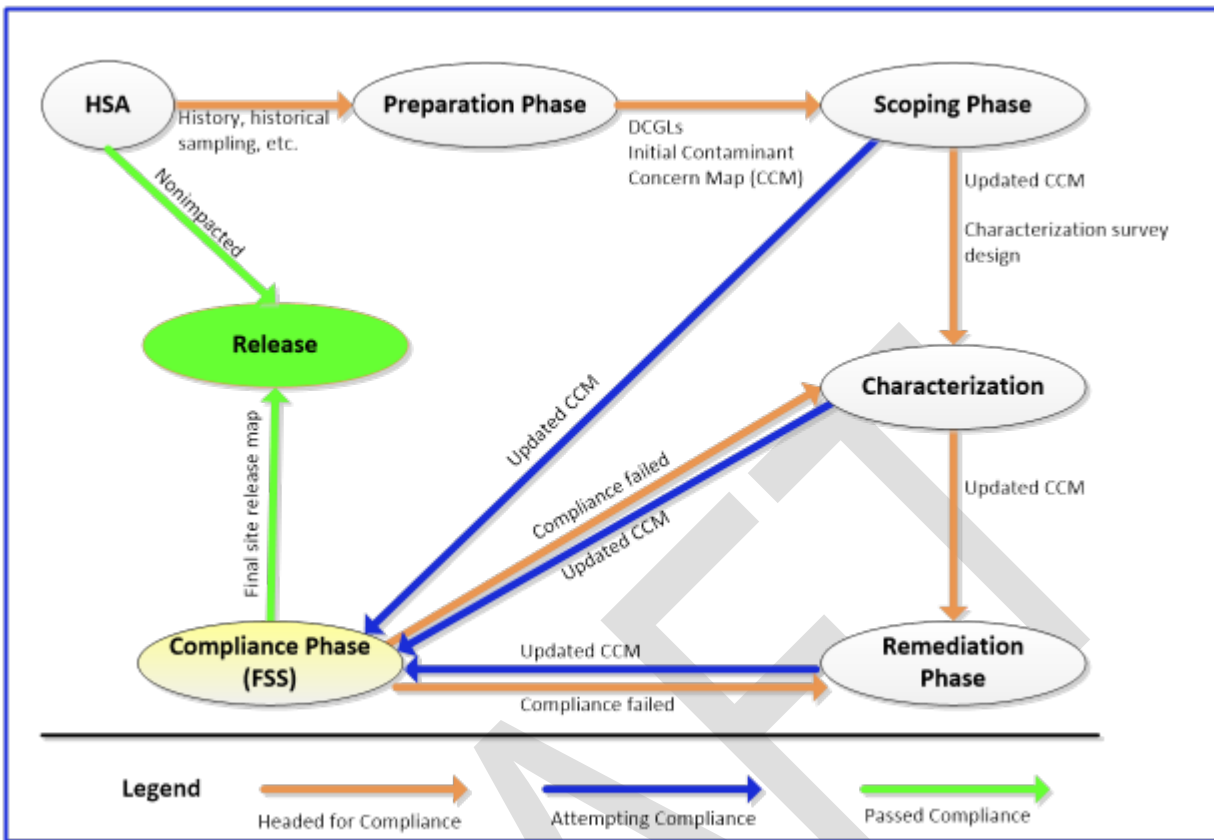 HSA
History, historical
sampling, etc.
Preparation Phase
DCGLs
Initial Contaminant
Concern Map (CCM)
Scoping Phase
Updated CCM
Characterization survey
design
Nonimpacted
Release
Updated CCM
Characterization
Final site release map
Compliance failed
Updated CCM
Updated CCM
Compliance Phase
(FSS)
Updated CCM
Compliance failed
Remediation
Phase
Legend
Headed for Compliance
Attempting Compliance
Passed Compliance